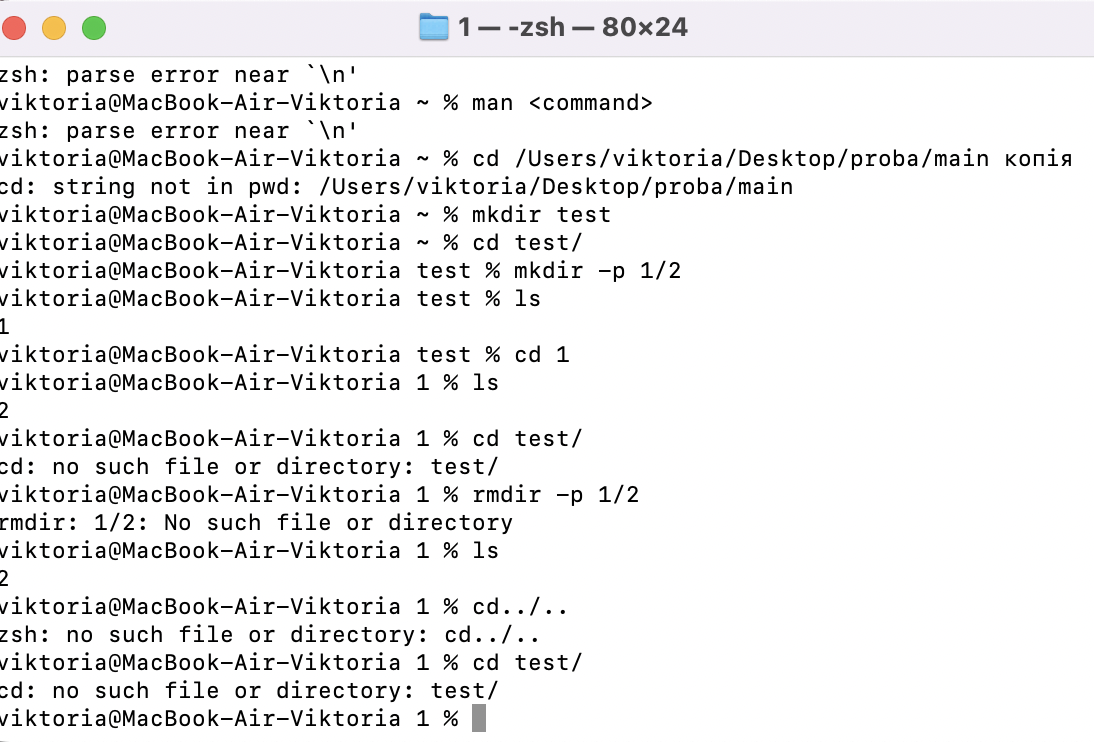 1 — -zsh — 80×24
zsh: parse error near `\n'
viktoria@MacBook-Air-Viktoria ~ % man <command>
zsh: parse error near `\n'
viktoria@MacBook-Air-Viktoria ~ % cd /Users/viktoria/Desktop/proba/main копія
cd: string not in pwd: /Users/viktoria/Desktop/proba/main
viktoria@MacBook-Air-Viktoria ~ % mkdir test
viktoria@MacBook-Air-Viktoria ~ % cd test/
viktoria@MacBook-Air-Viktoria test % mkdir -p 1/2
viktoria@MacBook-Air-Viktoria test % ls
1
viktoria@MacBook-Air-Viktoria test % cd 1
viktoria@MacBook-Air-Viktoria 1 % ls
2
viktoria@MacBook-Air-Viktoria 1 % cd test/
cd: no such file or directory: test/
viktoria@MacBook-Air-Viktoria 1 % rmdir -p 1/2
rmdir: 1/2: No such file or directory
viktoria@MacBook-Air-Viktoria 1 % ls
2
viktoria@MacBook-Air-Viktoria 1 % cd../..
zsh: no such file or directory: cd../..
viktoria@MacBook-Air-Viktoria 1 % cd test/
cd: no such file or directory: test/
viktoria@MacBook-Air-Viktoria 1 %